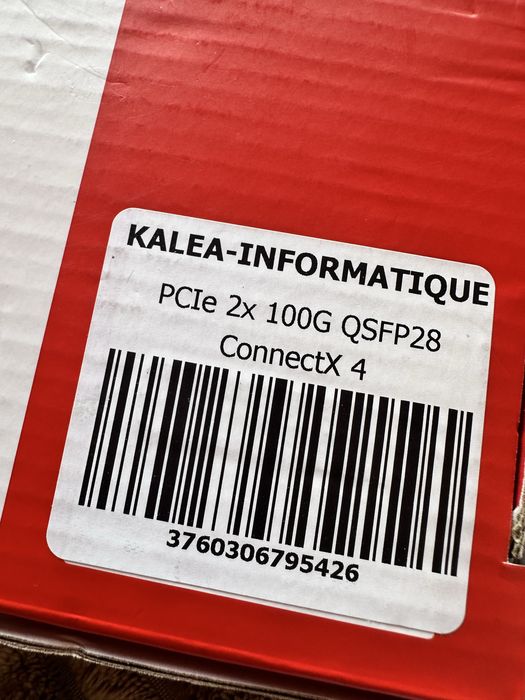 KALEA-INFORMATIQUE
PCIe 2x 100G QSFP28
ConnectX 4
3760306795426